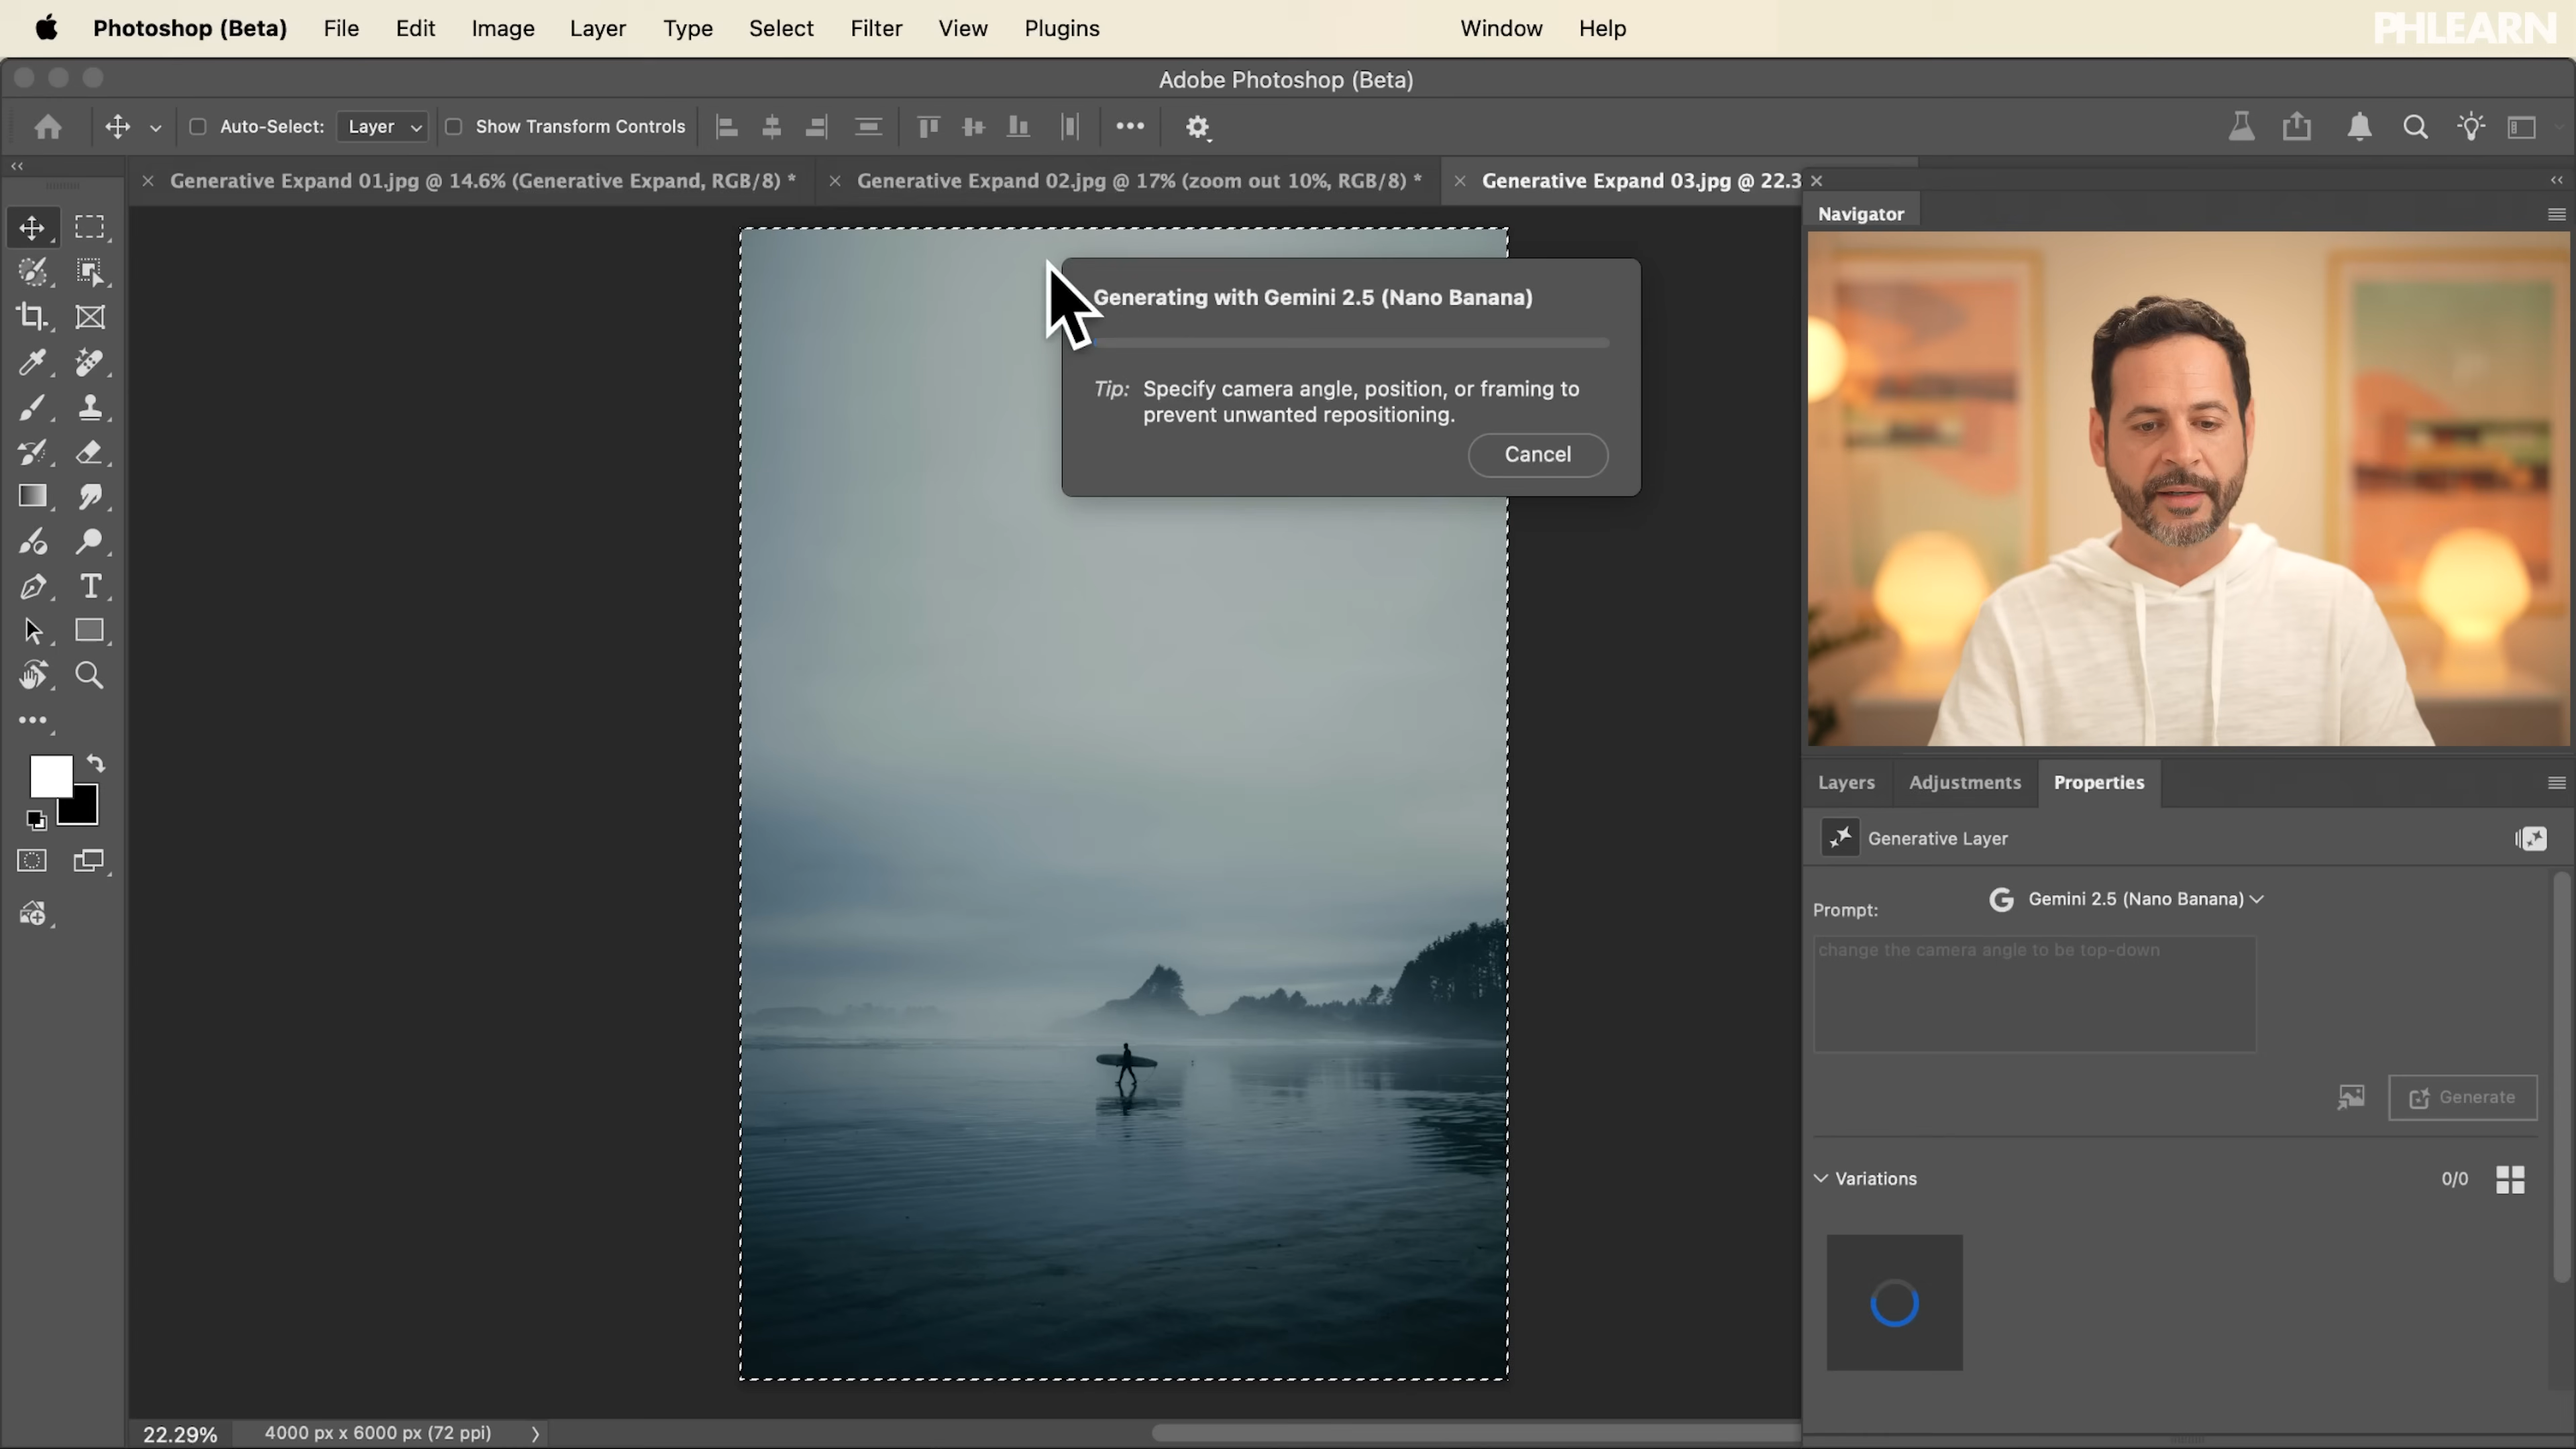 Photoshop (Beta) File Edit Image Layer Type Select Filter View Plugins Window Help
PHLEARN
Adobe Photoshop (Beta)
Auto-Select: Layer Show Transform Controls
Generative Expand 01.jpg @ 14.6% (Generative Expand, RGB/8) *
Generative Expand 02.jpg @ 17% (zoom out 10%, RGB/8) *
Generative Expand 03.jpg @ 22.3
Navigator
Generating with Gemini 2.5 (Nano Banana)
Tip: Specify camera angle, position, or framing to
prevent unwanted repositioning.
Cancel
Layers Adjustments Properties
Generative Layer
Prompt: Gemini 2.5 (Nano Banana)
change the camera angle to be top-down
Generate
Variations 0/0
22.29% 4000 px x 6000 px (72 ppi)